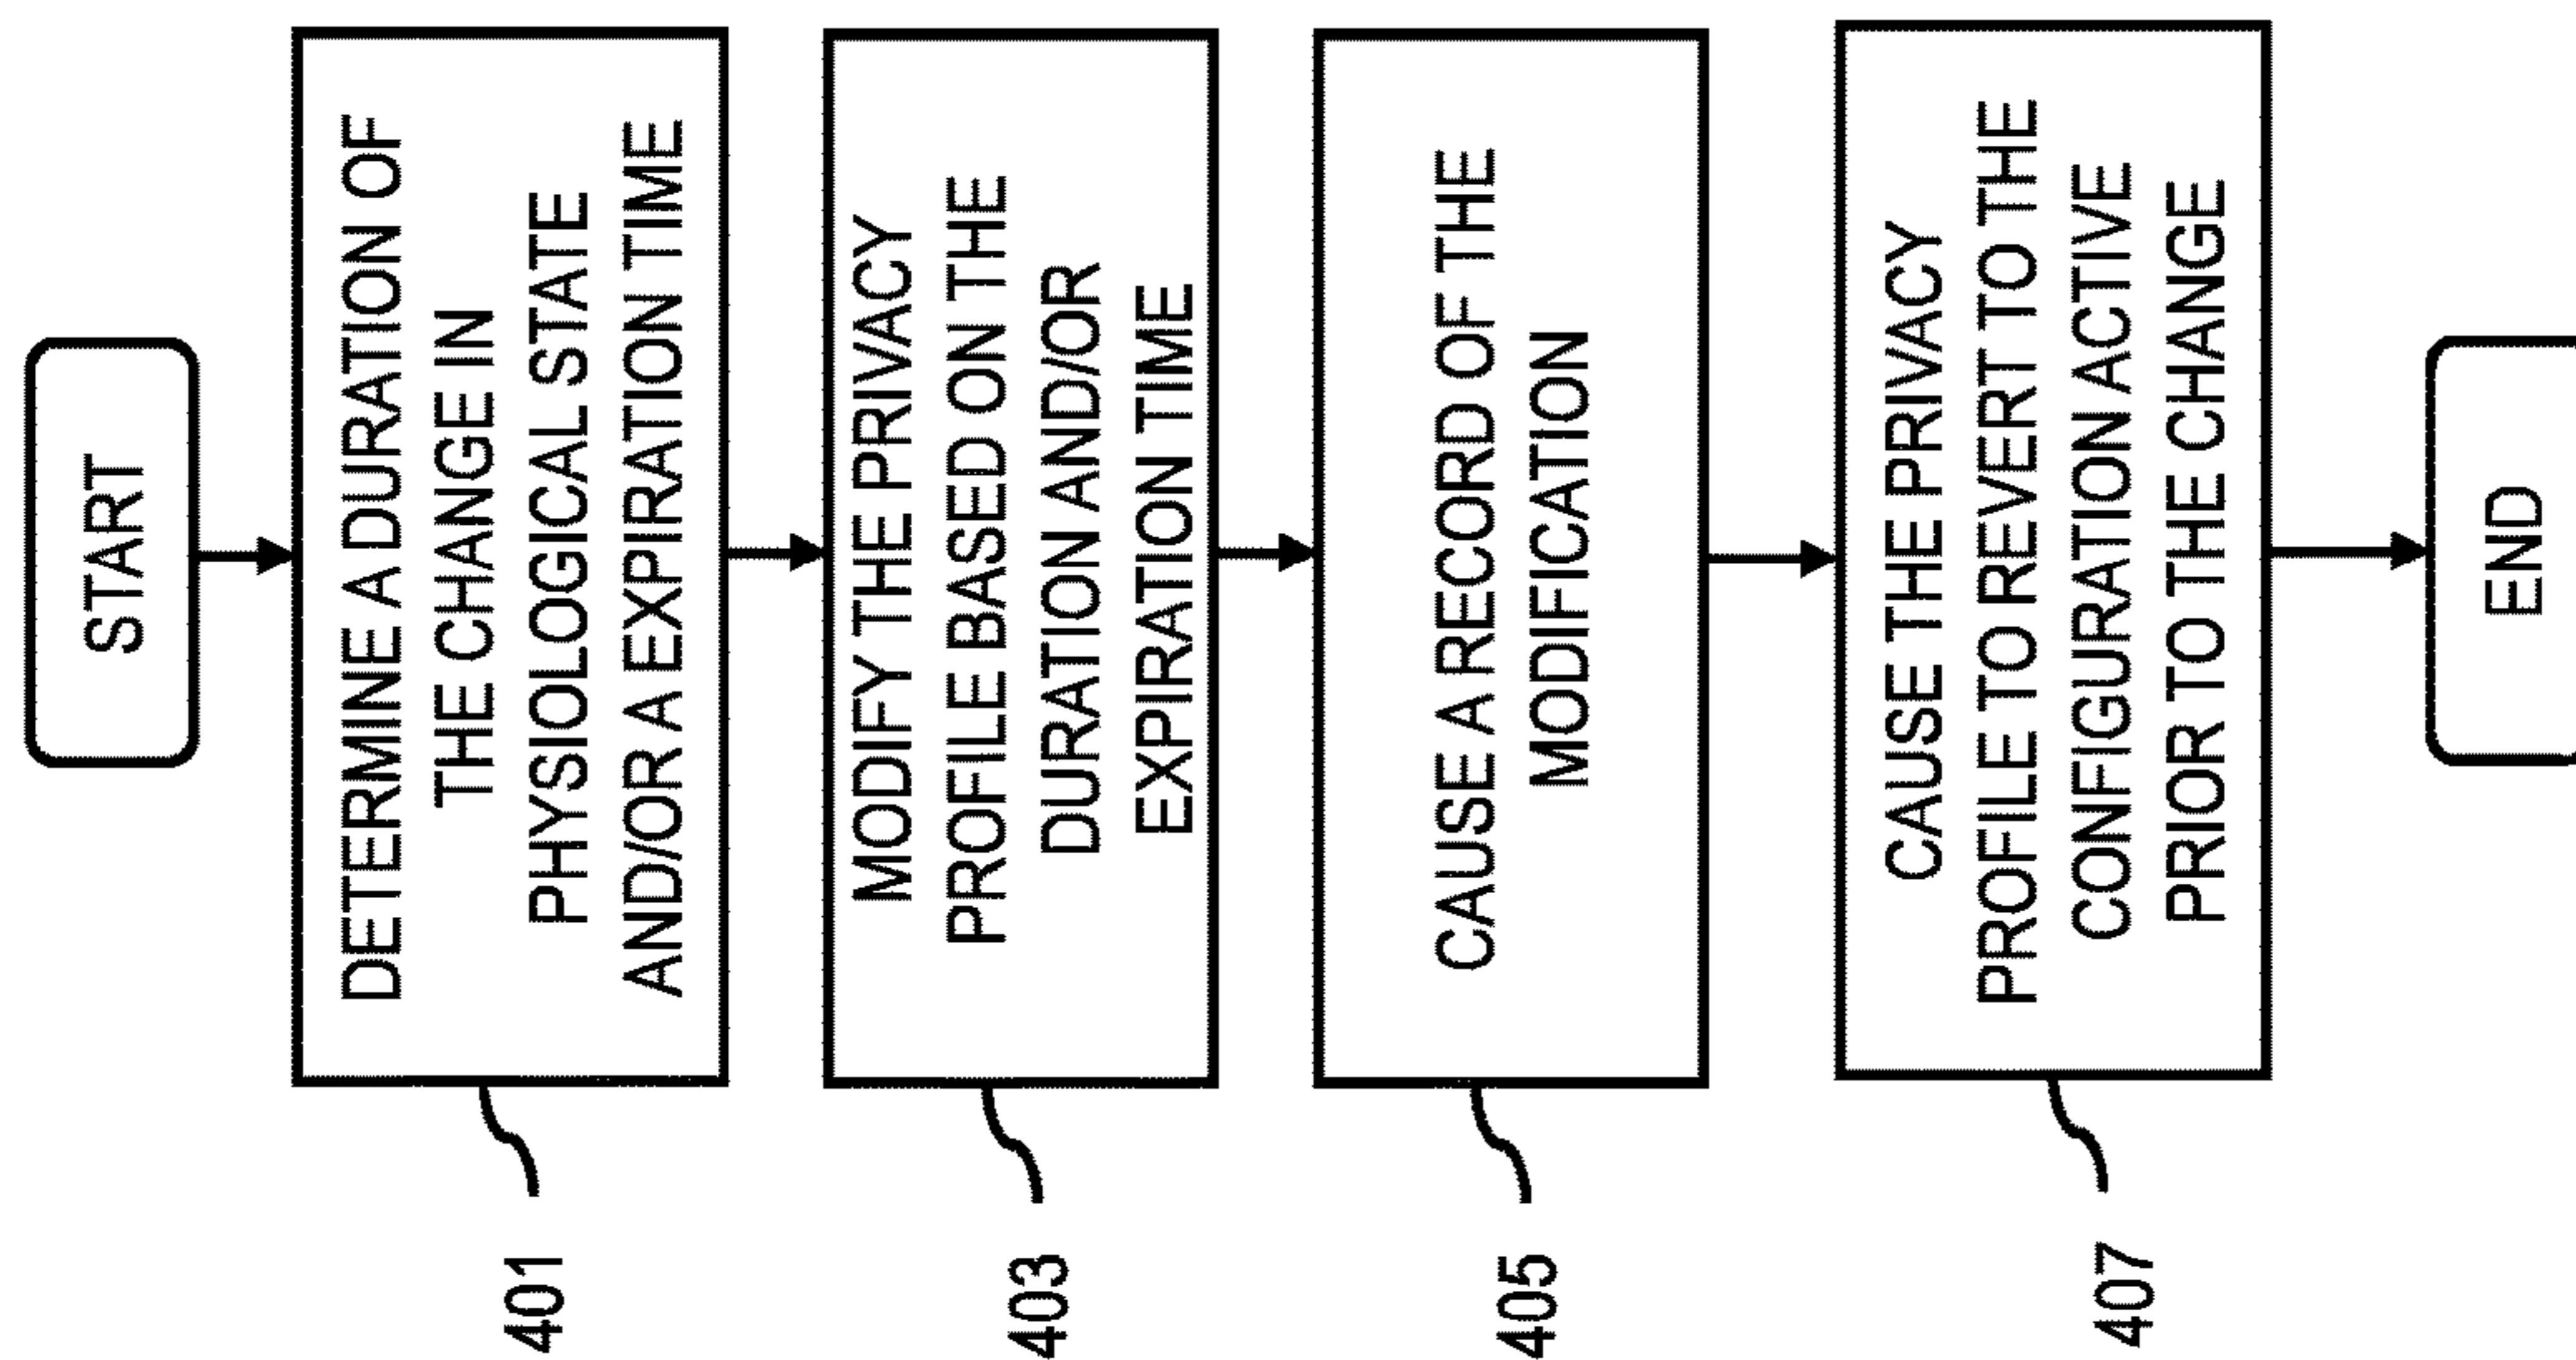 START
DETERMINE A DURATION OF
THE CHANGE IN
PHYSIOLOGICAL STATE
AND/OR A EXPIRATION TIME
401
MODIFY THE PRIVACY
PROFILE BASED ON THE
DURATION AND/OR
EXPIRATION TIME
403
CAUSE A RECORD OF THE
MODIFICATION
405
CAUSE THE PRIVACY
PROFILE TO REVERT TO THE
CONFIGURATION ACTIVE
PRIOR TO THE CHANGE
407
END